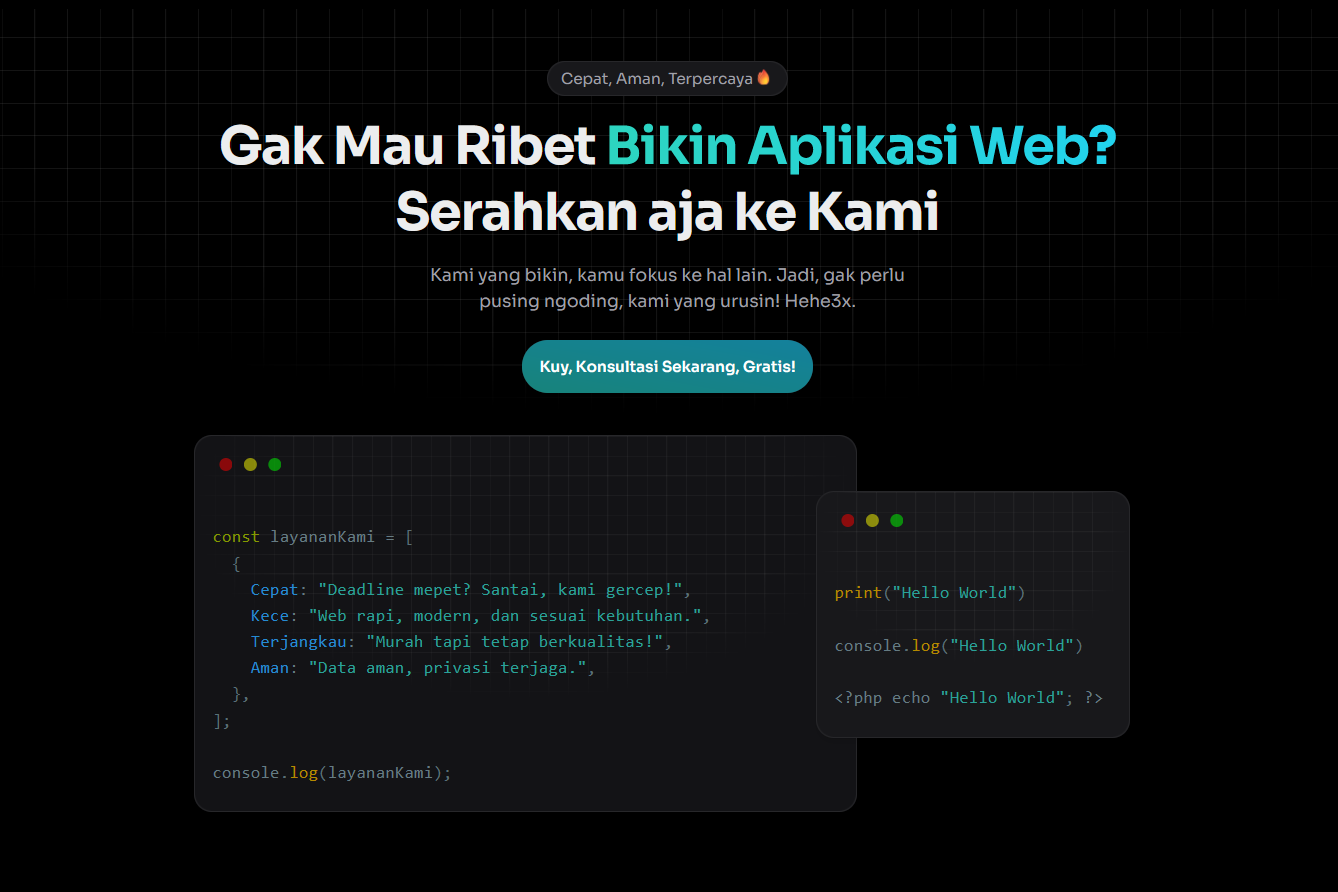 Cepat, Aman, Terpercaya🔥
Gak Mau Ribet Bikin Aplikasi Web?
Serahkan aja ke Kami
Kami yang bikin, kamu fokus ke hal lain. Jadi, gak perlu
pusing ngoding, kami yang urusin! Hehe3x.
Kuy, Konsultasi Sekarang, Gratis!
const layananKami = [
  {
    Cepat: "Deadline mepet? Santai, kami gercep!",
    Kece: "Web rapi, modern, dan sesuai kebutuhan.",
    Terjangkau: "Murah tapi tetap berkualitas!",
    Aman: "Data aman, privasi terjaga.",
  },
];
console.log(layananKami);
print("Hello World")
console.log("Hello World")
<?php echo "Hello World"; ?>